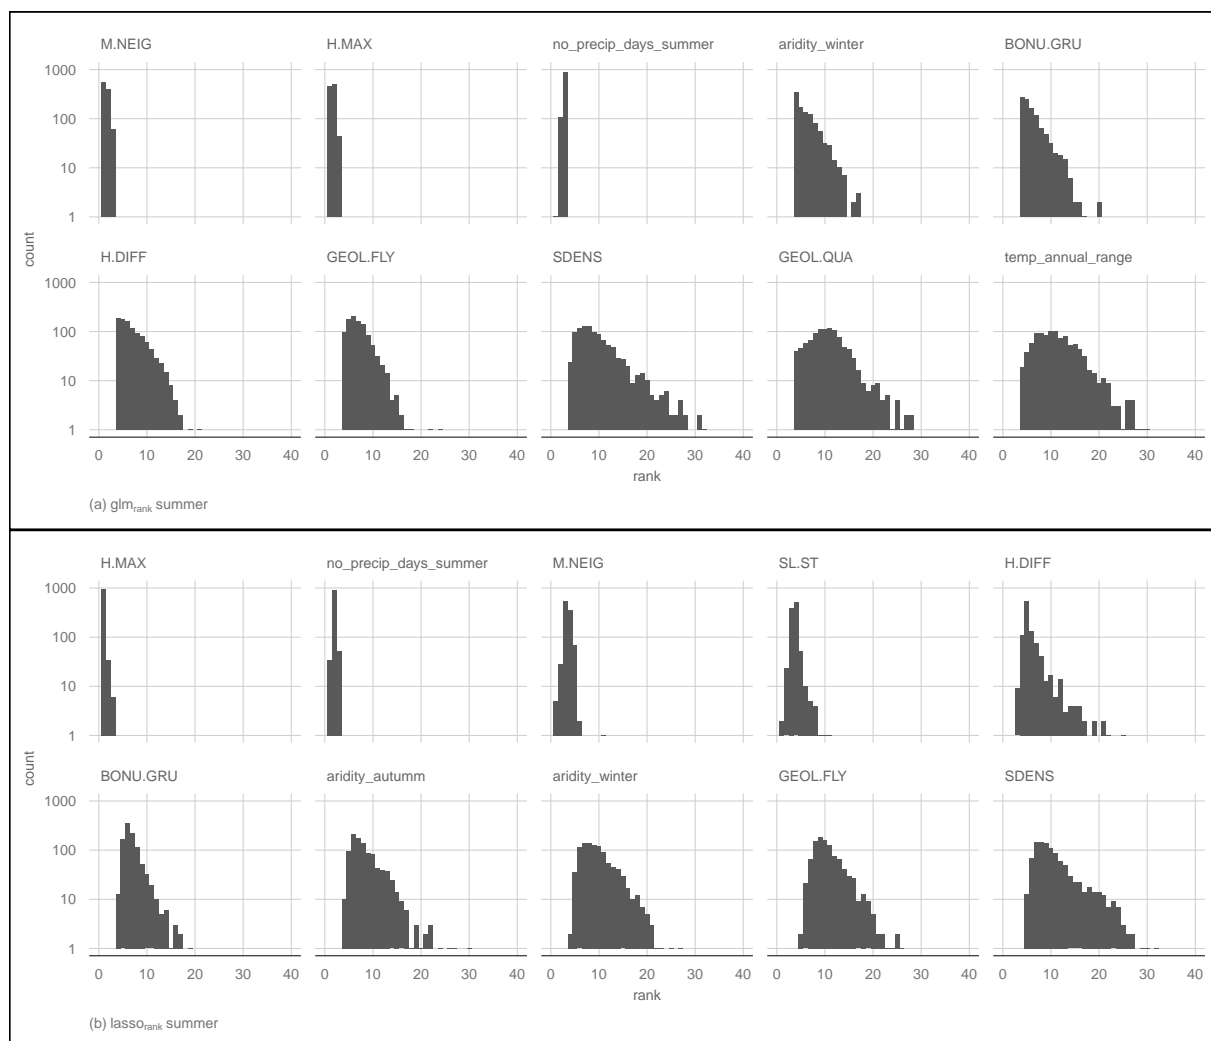 M.NEIG H.MAX no_precip_days_summer aridity_winter BONU.GRU
1000
100
10
1
count
H.DIFF GEOL.FLY SDENS GEOL.QUA temp_annual_range
1000
100
10
1
0 10 20 30 40 0 10 20 30 40 0 10 20 30 40 0 10 20 30 40 0 10 20 30 40
rank
(a) glmrank summer
H.MAX no_precip_days_summer M.NEIG SL.ST H.DIFF
1000
100
10
1
count
BONU.GRU aridity_autumm aridity_winter GEOL.FLY SDENS
1000
100
10
1
0 10 20 30 40 0 10 20 30 40 0 10 20 30 40 0 10 20 30 40 0 10 20 30 40
rank
(b) lassorank summer